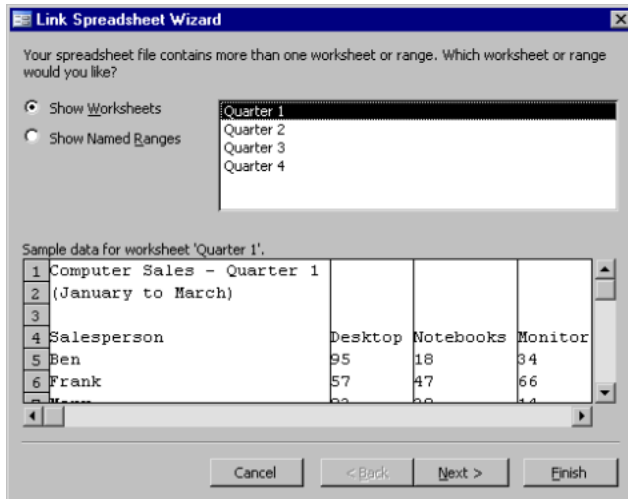 Link Spreadsheet Wizard
Your spreadsheet file contains more than one worksheet or range. Which worksheet or range
would you like?
Show Worksheets
Show Named Ranges
Quarter 1
Quarter 2
Quarter 3
Quarter 4
Sample data for worksheet 'Quarter 1'.
1 Computer Sales - Quarter 1
2 (January to March)
3
4 Salesperson Desktop Notebooks Monitor
5 Ben 95 18 34
6 Frank 57 47 66
Cancel < Back Next > Finish